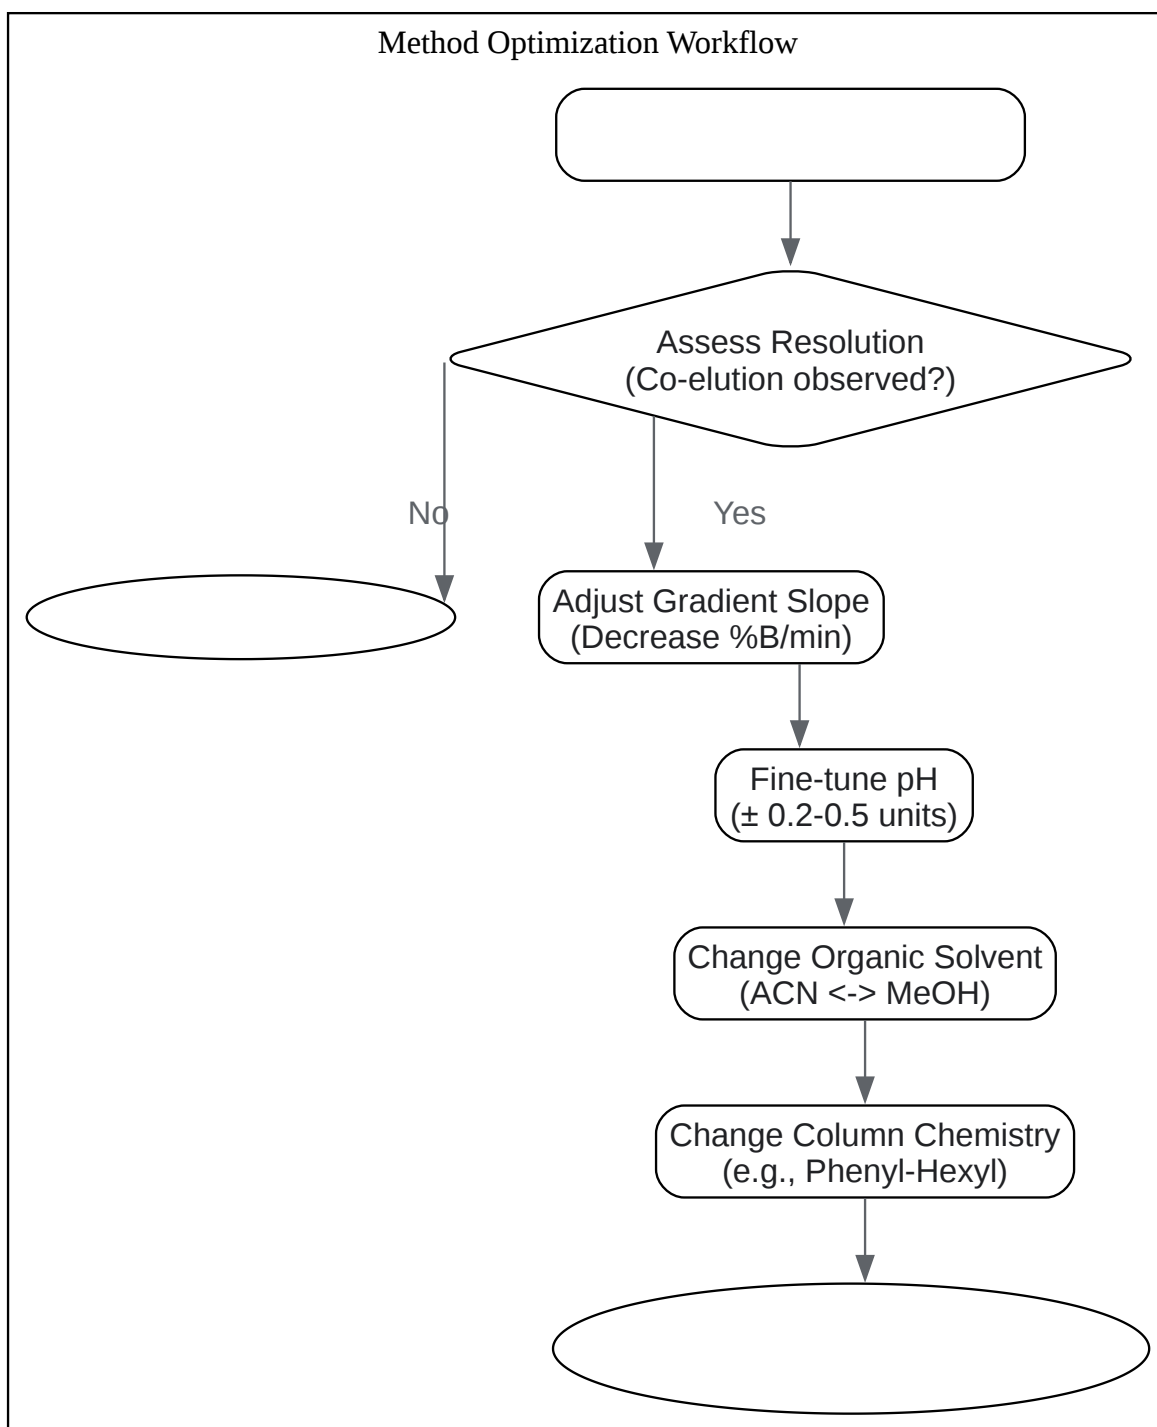 Method Optimization Workflow
Assess Resolution
(Co-elution observed?)
No
Yes
Adjust Gradient Slope
(Decrease %B/min)
Fine-tune pH
(± 0.2-0.5 units)
Change Organic Solvent
(ACN <-> MeOH)
Change Column Chemistry
(e.g., Phenyl-Hexyl)